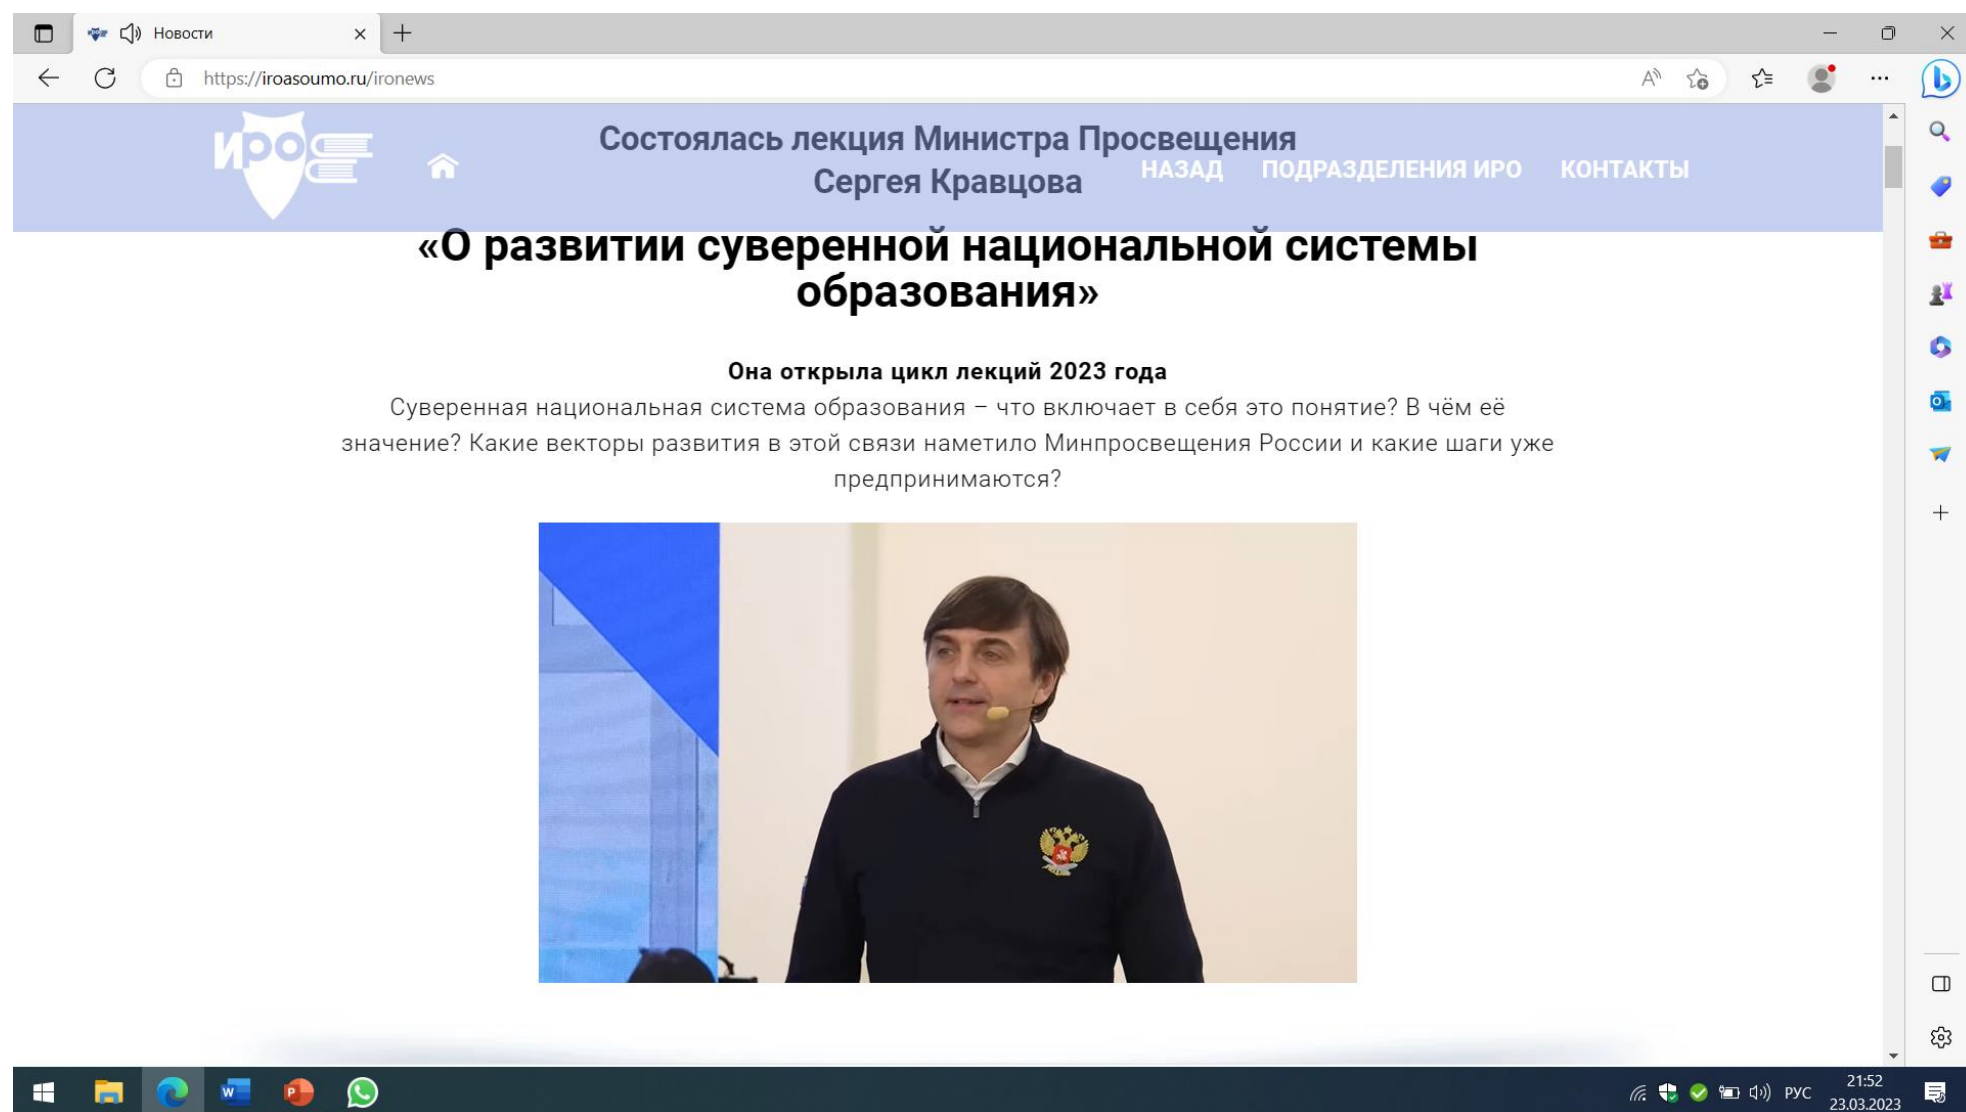 Новости
https://iroasoumo.ru/ironews
иро
Состоялась лекция Министра Просвещения
Сергея Кравцова
НАЗАД ПОДРАЗДЕЛЕНИЯ ИРО КОНТАКТЫ
«О развитии суверенной национальной системы
образования»
Она открыла цикл лекций 2023 года
Суверенная национальная система образования – что включает в себя это понятие? В чём её
значение? Какие векторы развития в этой связи наметило Минпросвещения России и какие шаги уже
предпринимаются?
РУС
21:52
23.03.2023